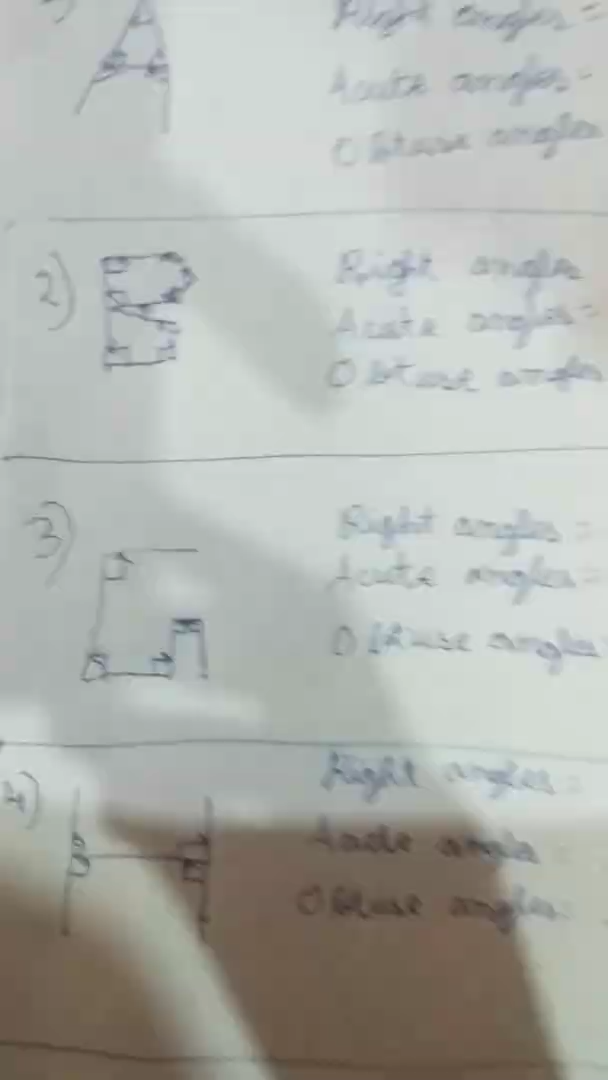 Right angles =
Acute angles =
Obtuse angles
2)
Right angles
Acute angles =
Obtuse angles
3)
Right angles =
Acute angles =
Obtuse angles
4)
Right angles =
Acute angle =
Obtuse angles =